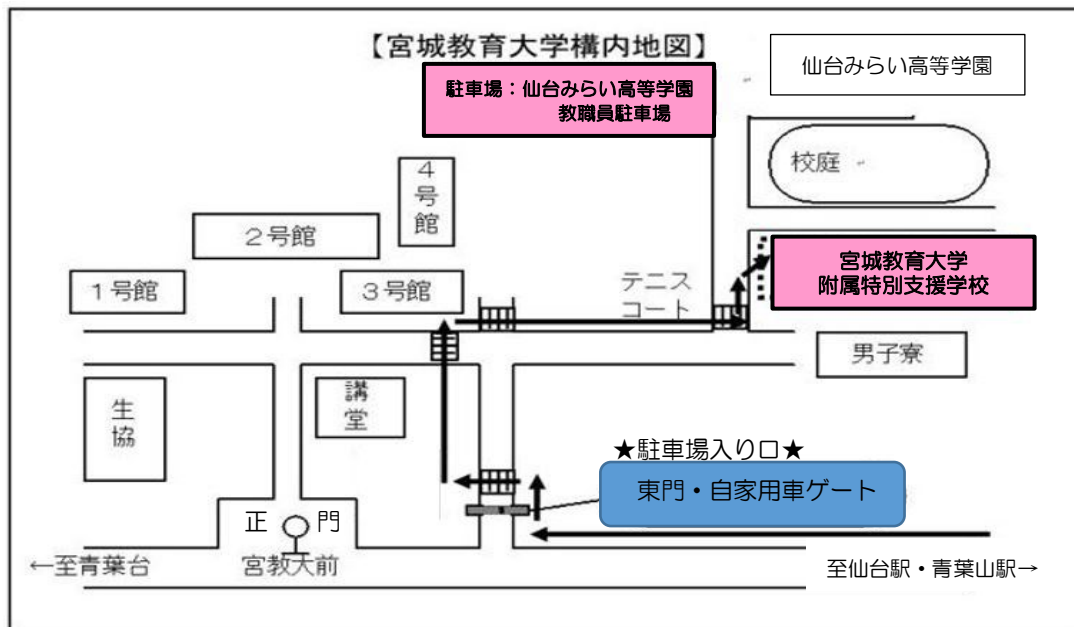 【宮城教育大学構内地図】
仙台みらい高等学園
駐車場：仙台みらい高等学園
教職員駐車場
校庭
４号館
２号館
１号館
３号館
テニス
コート
宮城教育大学
附属特別支援学校
男子寮
生協
講堂
★駐車場入り口★
東門・自家用車ゲート
正　門
←至青葉台
宮教大前
至仙台駅・青葉山駅→